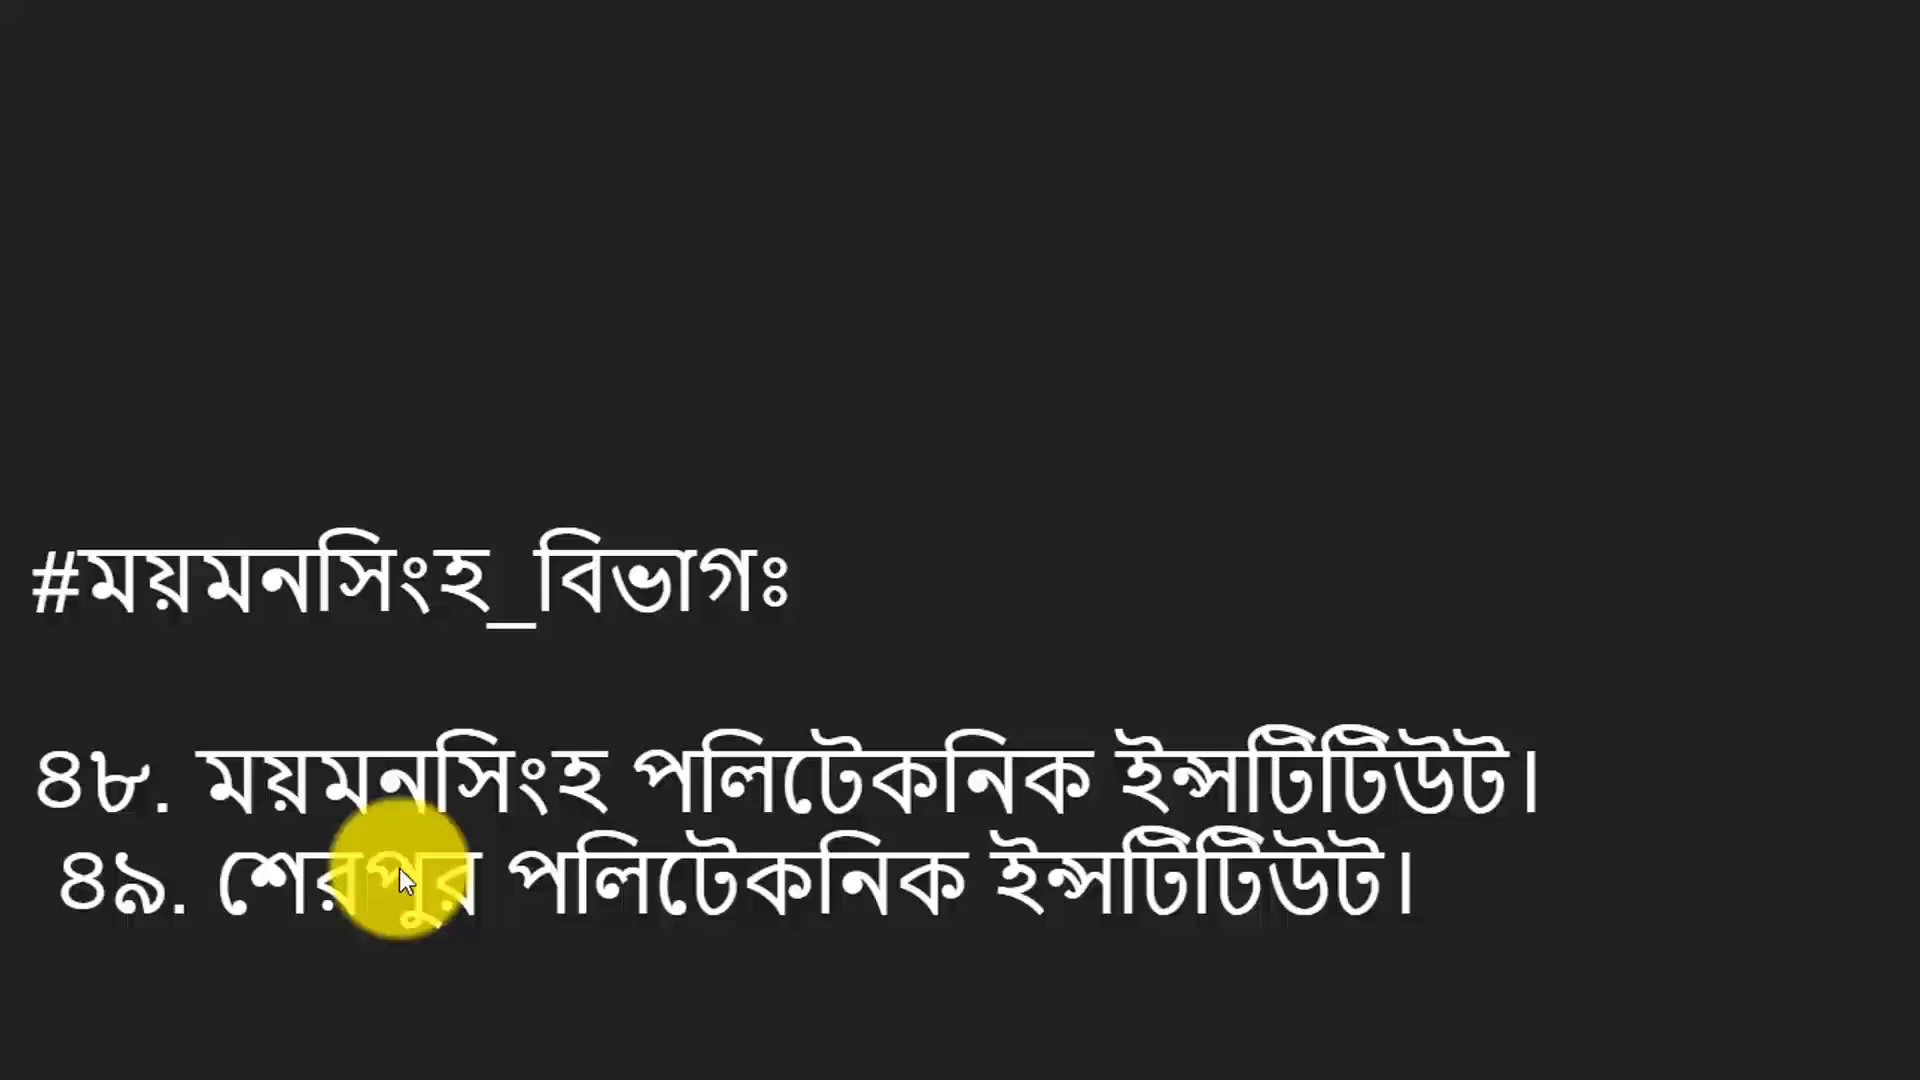 #ময়মনসিংহ_বিভাগঃ
৪৮. ময়মনসিংহ পলিটেকনিক ইন্সটিটিউট।
৪৯. শেরপুর পলিটেকনিক ইন্সটিটিউট।